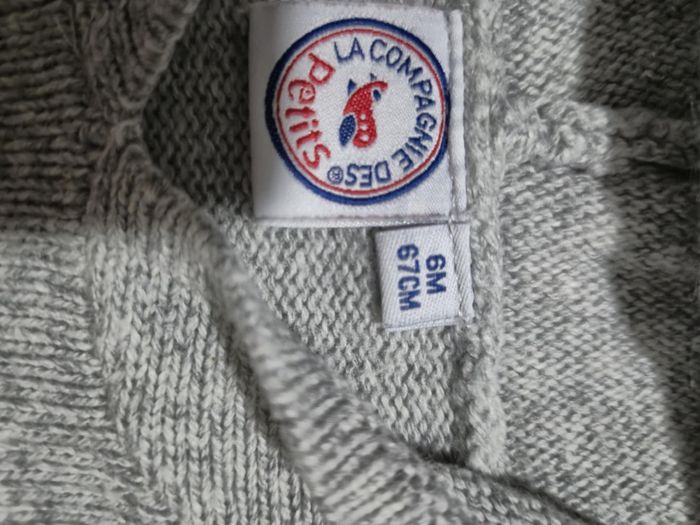 LA COMPAGNIE DES
Petits®
6M
67CM